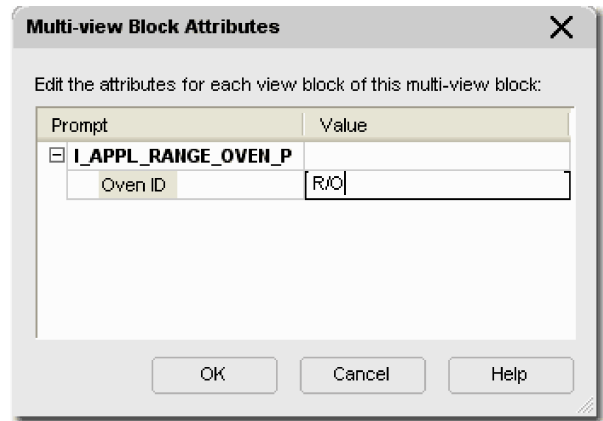 Multi-view Block Attributes
Edit the attributes for each view block of this multi-view block:
Prompt Value
I_APPL_RANGE_OVEN_P
Oven ID R/O
OK Cancel Help